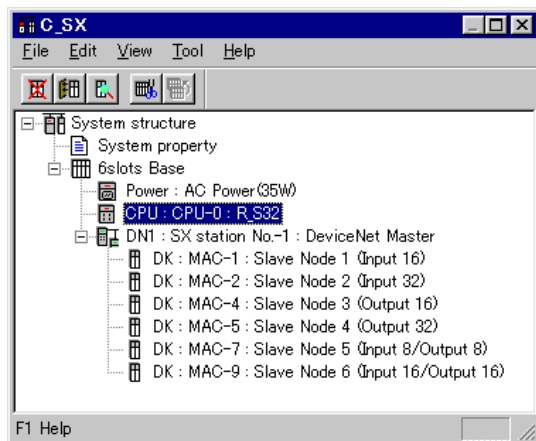 C_SX
File Edit View Tool Help
System structure
System property
6slots Base
Power : AC Power(35W)
CPU : CPU-0 : R_S32
DN1 : SX station No.-1 : DeviceNet Master
DK : MAC-1 : Slave Node 1 (Input 16)
DK : MAC-2 : Slave Node 2 (Input 32)
DK : MAC-4 : Slave Node 3 (Output 16)
DK : MAC-5 : Slave Node 4 (Output 32)
DK : MAC-7 : Slave Node 5 (Input 8/Output 8)
DK : MAC-9 : Slave Node 6 (Input 16/Output 16)
F1 Help